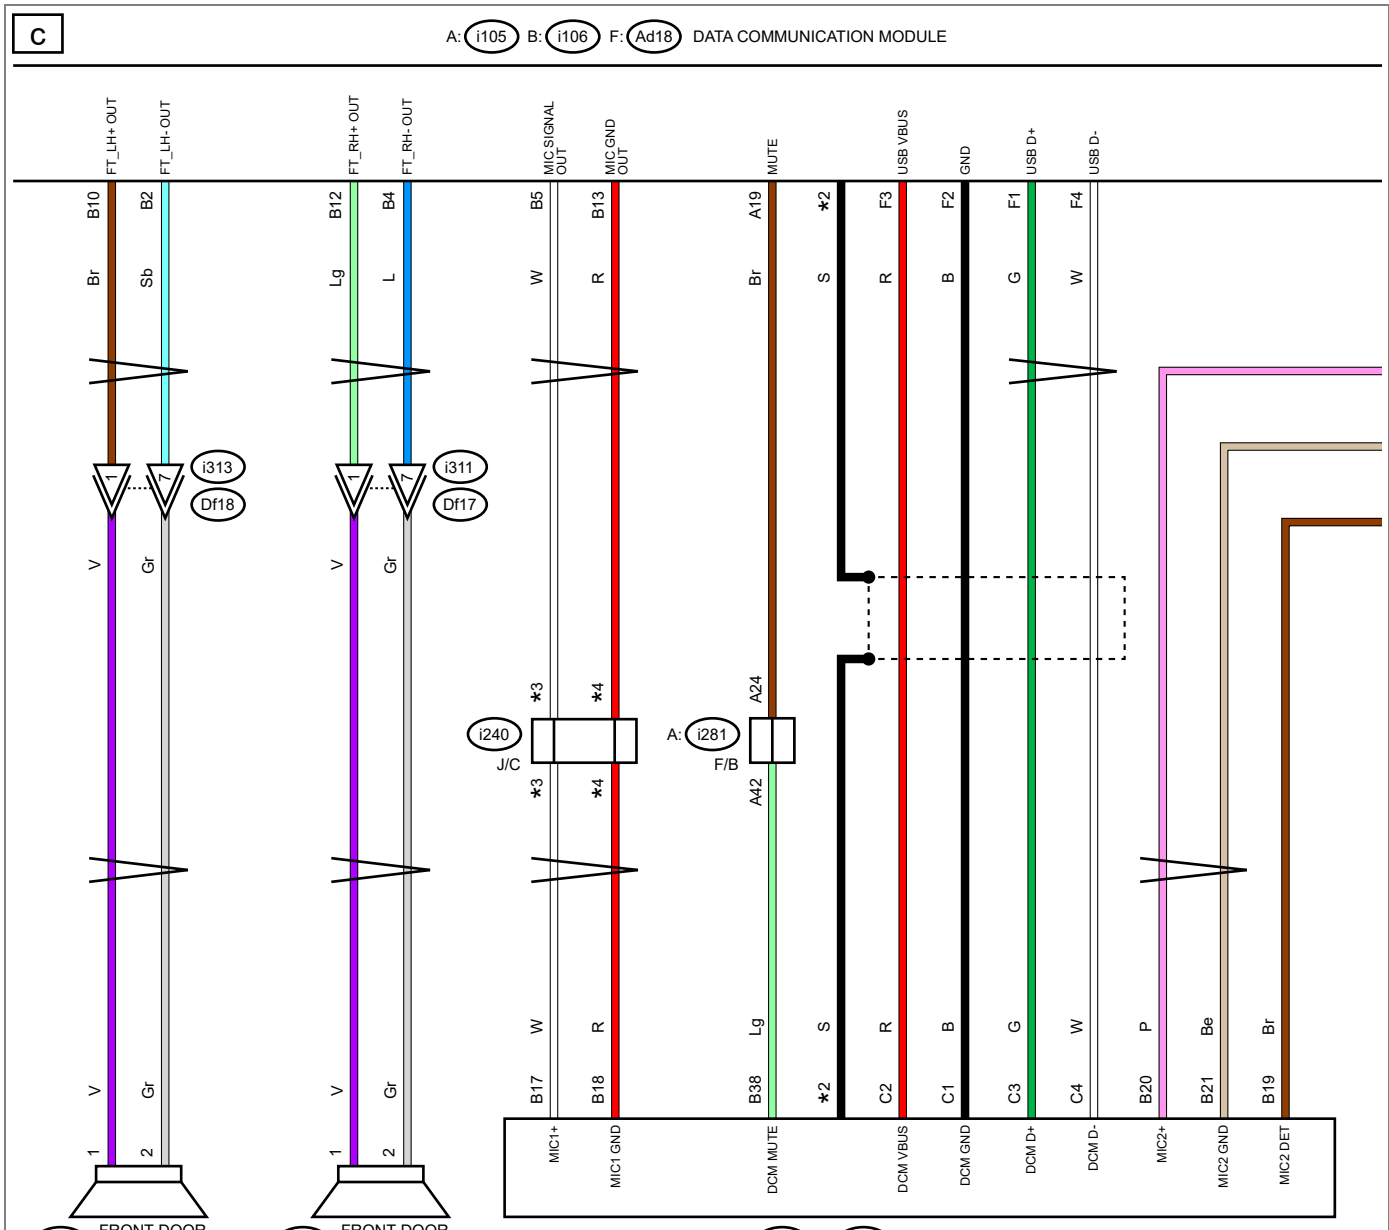 C
A: i105 B: i106 F: Ad18 DATA COMMUNICATION MODULE
FT_LH+ OUT
FT_LH- OUT
FT_RH+ OUT
FT_RH- OUT
MIC SIGNAL
OUT
MIC GND
OUT
MUTE
USB VBUS
GND
USB D+
USB D-
B10
B2
B12
B4
B5
B13
A19
*2
F3
F2
F1
F4
Br
Sb
Lg
L
W
R
Br
S
R
B
G
W
1
7
i313
Df18
1
7
i311
Df17
V
Gr
V
Gr
*3
*4
A24
i240
J/C
A: i281
F/B
*3
*4
A42
W
R
Lg
S
R
B
G
W
P
Be
Br
V
Gr
V
Gr
B17
B18
B38
*2
C2
C1
C3
C4
B20
B21
B19
1
2
1
2
MIC1+
MIC1 GND
DCM MUTE
DCM VBUS
DCM GND
DCM D+
DCM D-
MIC2+
MIC2 GND
MIC2 DET
FRONT DOOR
FRONT DOOR